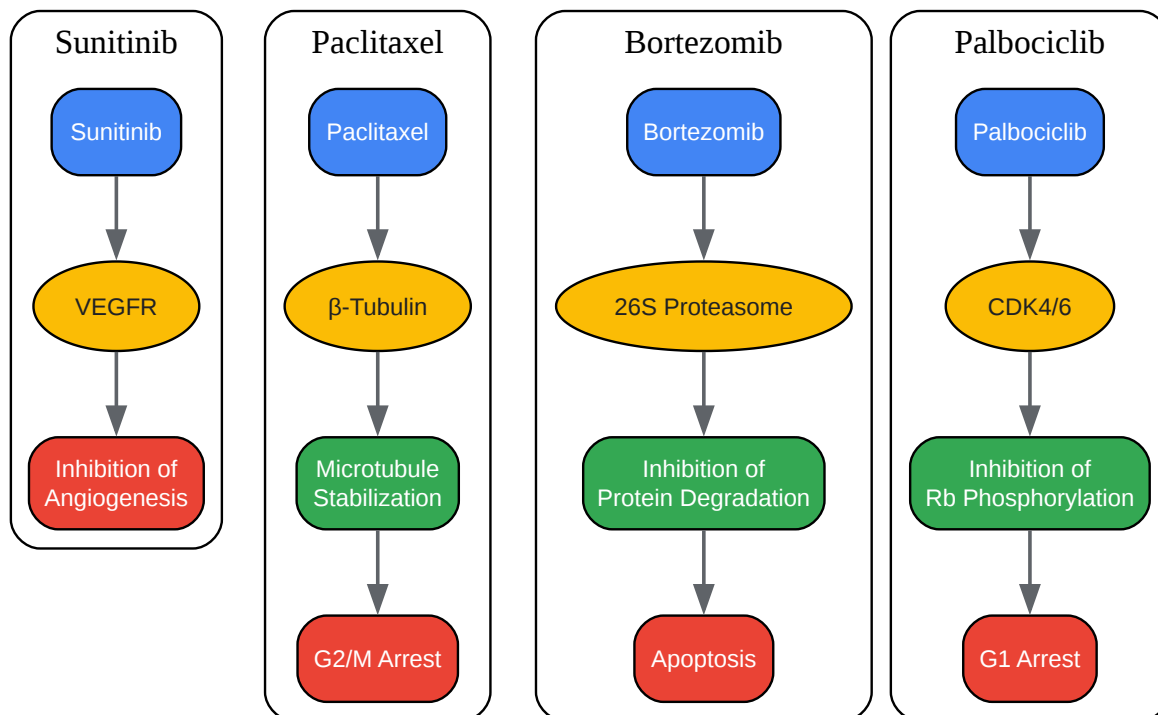 Sunitinib
Sunitinib
VEGFR
Inhibition of
Angiogenesis
Paclitaxel
Paclitaxel
β-Tubulin
Microtubule
Stabilization
G2/M Arrest
Bortezomib
Bortezomib
26S Proteasome
Inhibition of
Protein Degradation
Apoptosis
Palbociclib
Palbociclib
CDK4/6
Inhibition of
Rb Phosphorylation
G1 Arrest